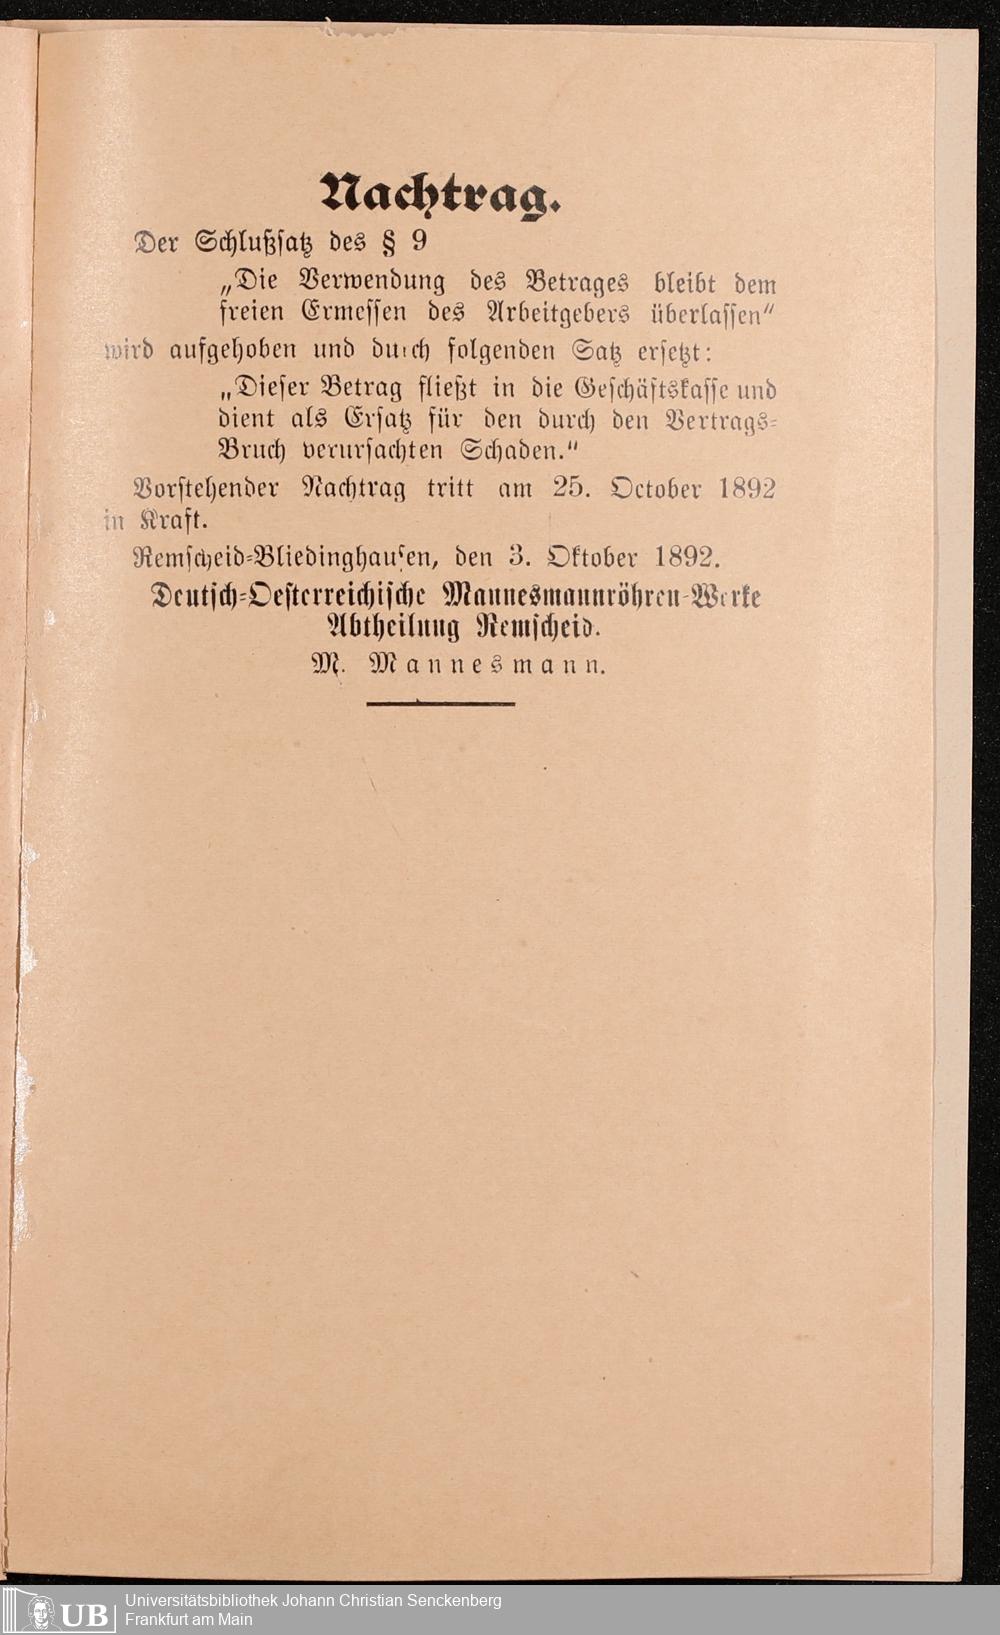 Nachtrag.
Der Schlußsatz des § 9
„Die Verwendung des Betrages bleibt dem
freien Ermessen des Arbeitgebers überlassen“
wird aufgehoben und durch folgenden Satz ersetzt:
„Dieser Betrag fließt in die Geschäftskasse und
dient als Ersatz für den durch den Vertrags-
Bruch verursachten Schaden.“
Vorstehender Nachtrag tritt am 25. October 1892
in Kraft.
Remscheid-Bliedinghausen, den 3. Oktober 1892.
Deutsch-Oesterreichische Mannesmannröhren-Werke
Abtheilung Remscheid.
M. Mannesmann.
UB
Universitätsbibliothek Johann Christian Senckenberg
Frankfurt am Main